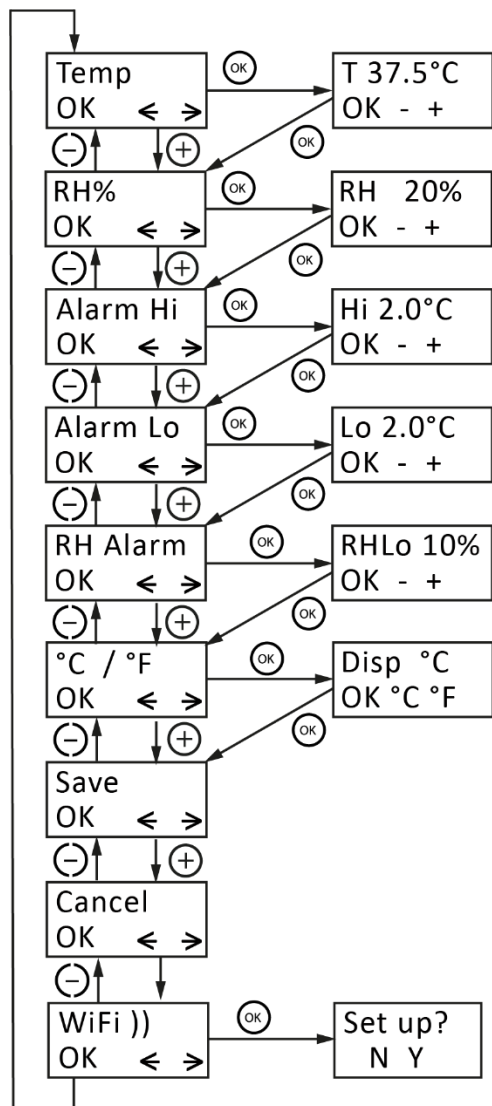 Temp
OK ← →
OK
T 37.5°C
OK - +
− +
OK
RH%
OK ← →
OK
RH 20%
OK - +
− +
OK
Alarm Hi
OK ← →
OK
Hi 2.0°C
OK - +
− +
OK
Alarm Lo
OK ← →
OK
Lo 2.0°C
OK - +
− +
OK
RH Alarm
OK ← →
OK
RHLo 10%
OK - +
− +
OK
°C / °F
OK ← →
OK
Disp °C
OK °C °F
− +
OK
Save
OK ← →
− +
Cancel
OK ← →
−
WiFi ))
OK ← →
OK
Set up?
N Y